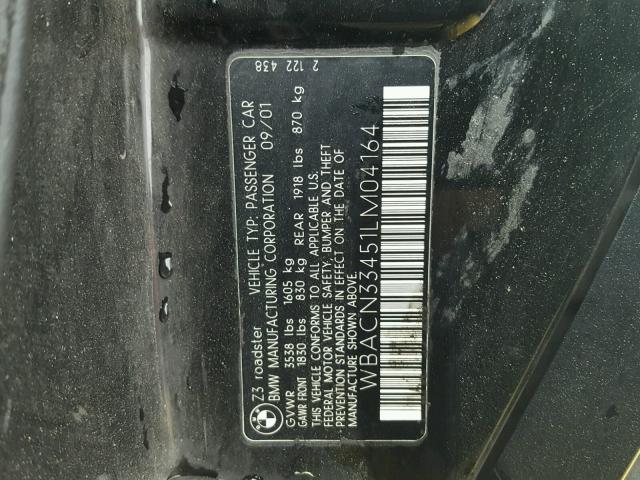 Z3 roadster VEHICLE TYP: PASSENGER CAR 2 122 438
BMW MANUFACTURING CORPORATION 09/01
GVWR 3538 lbs 1605 kg
GAWR FRONT 1830 lbs 830 kg REAR 1918 lbs 870 kg
THIS VEHICLE CONFORMS TO ALL APPLICABLE U.S.
FEDERAL MOTOR VEHICLE SAFETY, BUMPER AND THEFT
PREVENTION STANDARDS IN EFFECT ON THE DATE OF
MANUFACTURE SHOWN ABOVE.
WBACN33451LM04164